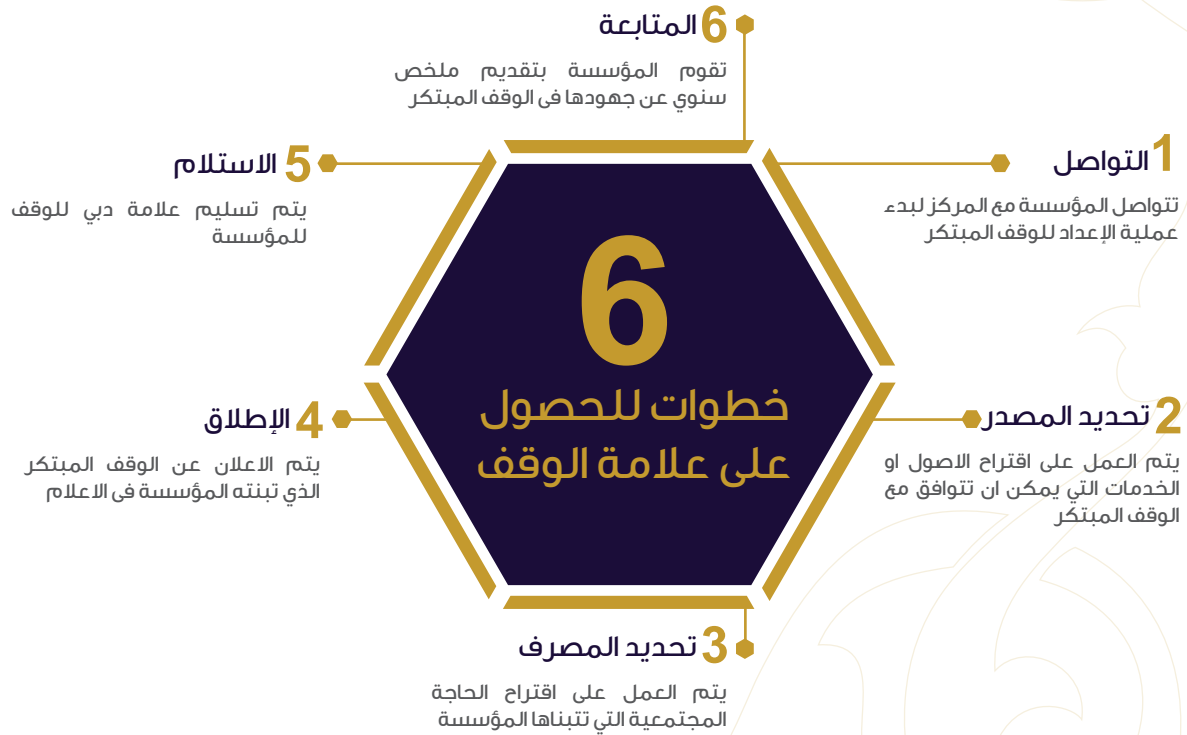 6
خطوات للحصول
على علامة الوقف
1 التواصل
تتواصل المؤسسة مع المركز لبدء
عملية الإعداد للوقف المبتكر
2 تحديد المصدر
يتم العمل على اقتراح الاصول او
الخدمات التي يمكن ان تتوافق مع
الوقف المبتكر
3 تحديد المصرف
يتم العمل على اقتراح الحاجة
المجتمعية التي تتبناها المؤسسة
4 الإطلاق
يتم الاعلان عن الوقف المبتكر
الذي تبنته المؤسسة في الاعلام
5 الاستلام
يتم تسليم علامة دبي للوقف
للمؤسسة
6 المتابعة
تقوم المؤسسة بتقديم ملخص
سنوي عن جهودها في الوقف المبتكر